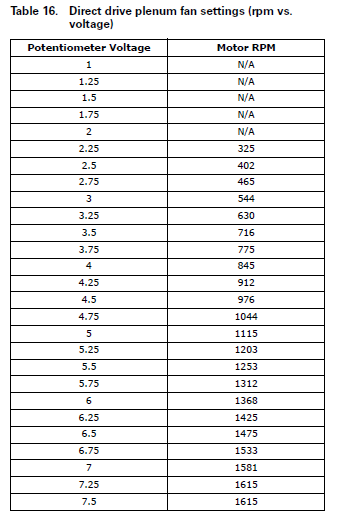 Table 16. Direct drive plenum fan settings (rpm vs.
voltage)
Potentiometer Voltage Motor RPM
1 N/A
1.25 N/A
1.5 N/A
1.75 N/A
2 N/A
2.25 325
2.5 402
2.75 465
3 544
3.25 630
3.5 716
3.75 775
4 845
4.25 912
4.5 976
4.75 1044
5 1115
5.25 1203
5.5 1253
5.75 1312
6 1368
6.25 1425
6.5 1475
6.75 1533
7 1581
7.25 1615
7.5 1615